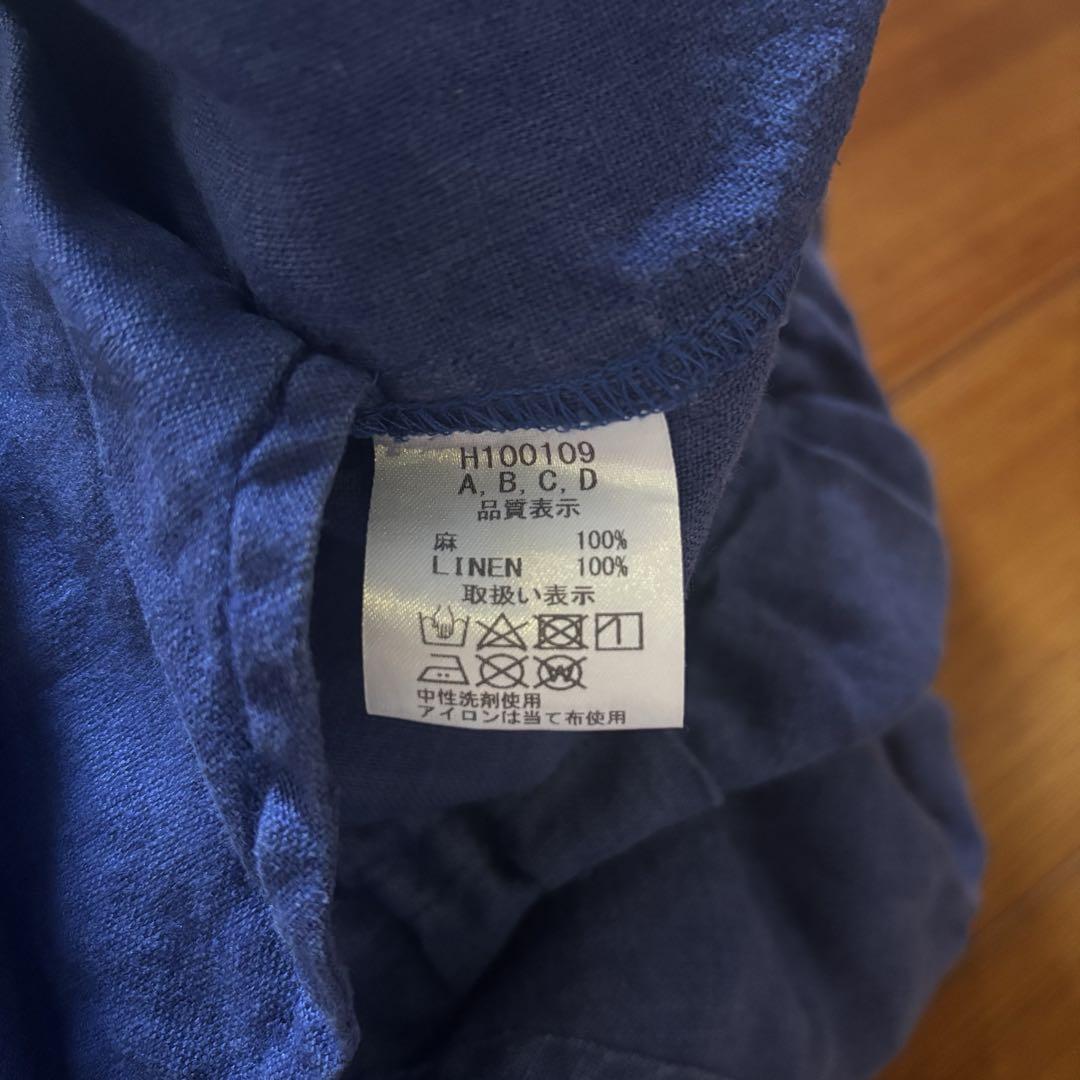 H100109
A, B, C, D
品質表示
麻 100%
LINEN 100%
取扱い表示
W
中性洗剤使用
アイロンは当て布使用